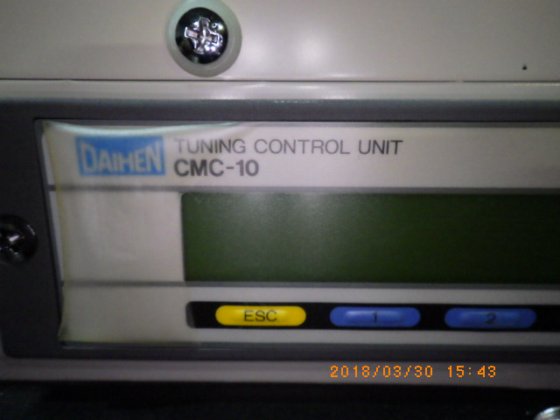 DAIHEN
TUNING CONTROL UNIT
CMC-10
ESC
1
2
2018/03/30 15:43